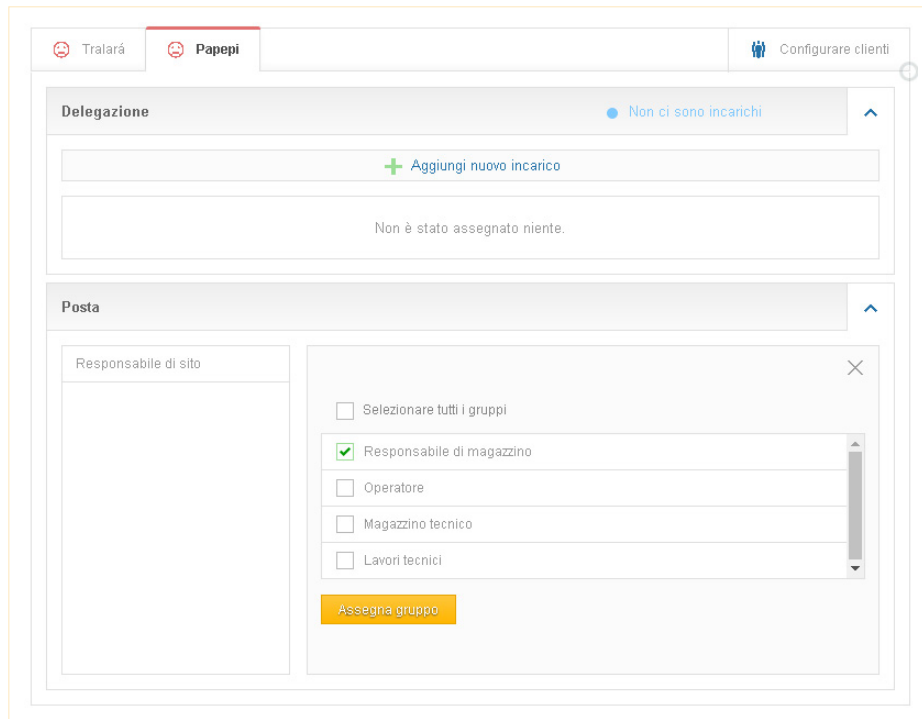 Tralará
Papepi
Configurare clienti
Delegazione
Non ci sono incarichi
Aggiungi nuovo incarico
Non è stato assegnato niente.
Posta
Responsabile di sito
Selezionare tutti i gruppi
Responsabile di magazzino
Operatore
Magazzino tecnico
Lavori tecnici
Assegna gruppo